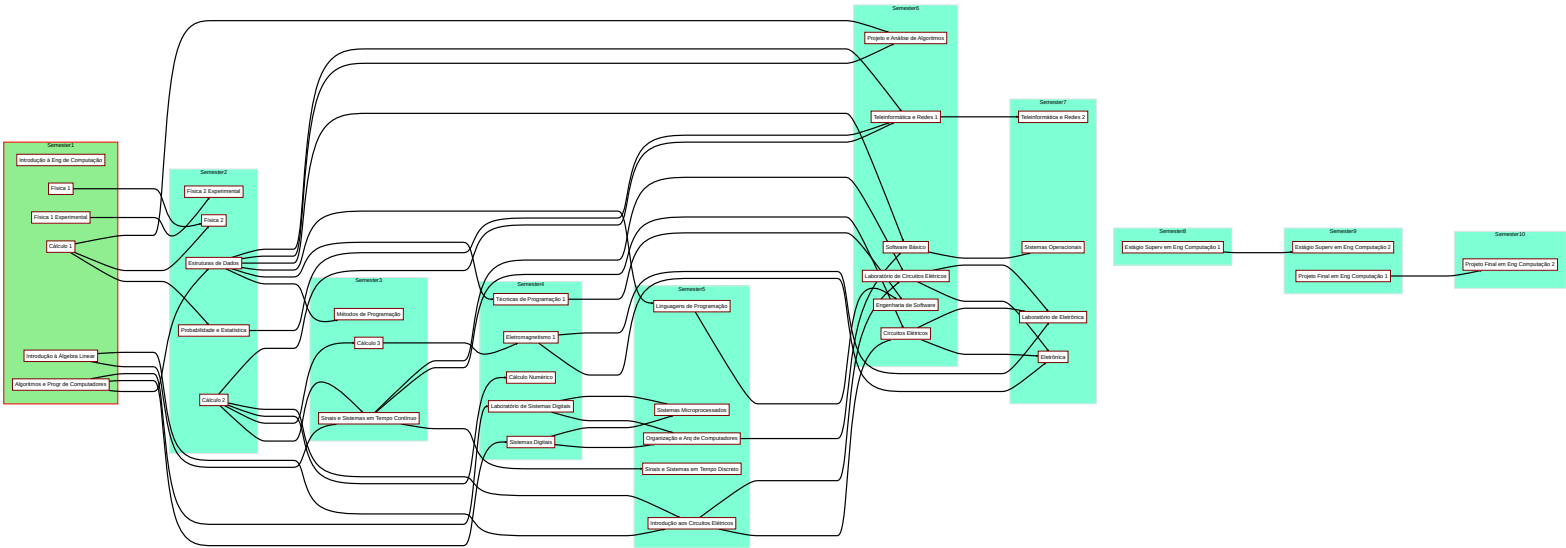 Semester1
Introdução à Eng de Computação
Física 1
Física 1 Experimental
Cálculo 1
Introdução à Álgebra Linear
Algoritmos e Progr de Computadores
Semester2
Física 2 Experimental
Física 2
Estruturas de Dados
Probabilidade e Estatística
Cálculo 2
Semester3
Métodos de Programação
Cálculo 3
Sinais e Sistemas em Tempo Contínuo
Semester4
Técnicas de Programação 1
Eletromagnetismo 1
Cálculo Numérico
Laboratório de Sistemas Digitais
Sistemas Digitais
Semester5
Linguagens de Programação
Sistemas Microprocessados
Organização e Arq de Computadores
Sinais e Sistemas em Tempo Discreto
Introdução aos Circuitos Elétricos
Semester6
Projeto e Análise de Algoritmos
Teleinformática e Redes 1
Software Básico
Laboratório de Circuitos Elétricos
Engenharia de Software
Circuitos Elétricos
Semester7
Teleinformática e Redes 2
Sistemas Operacionais
Laboratório de Eletrônica
Eletrônica
Semester8
Estágio Superv em Eng Computação 1
Semester9
Estágio Superv em Eng Computação 2
Projeto Final em Eng Computação 1
Semester10
Projeto Final em Eng Computação 2